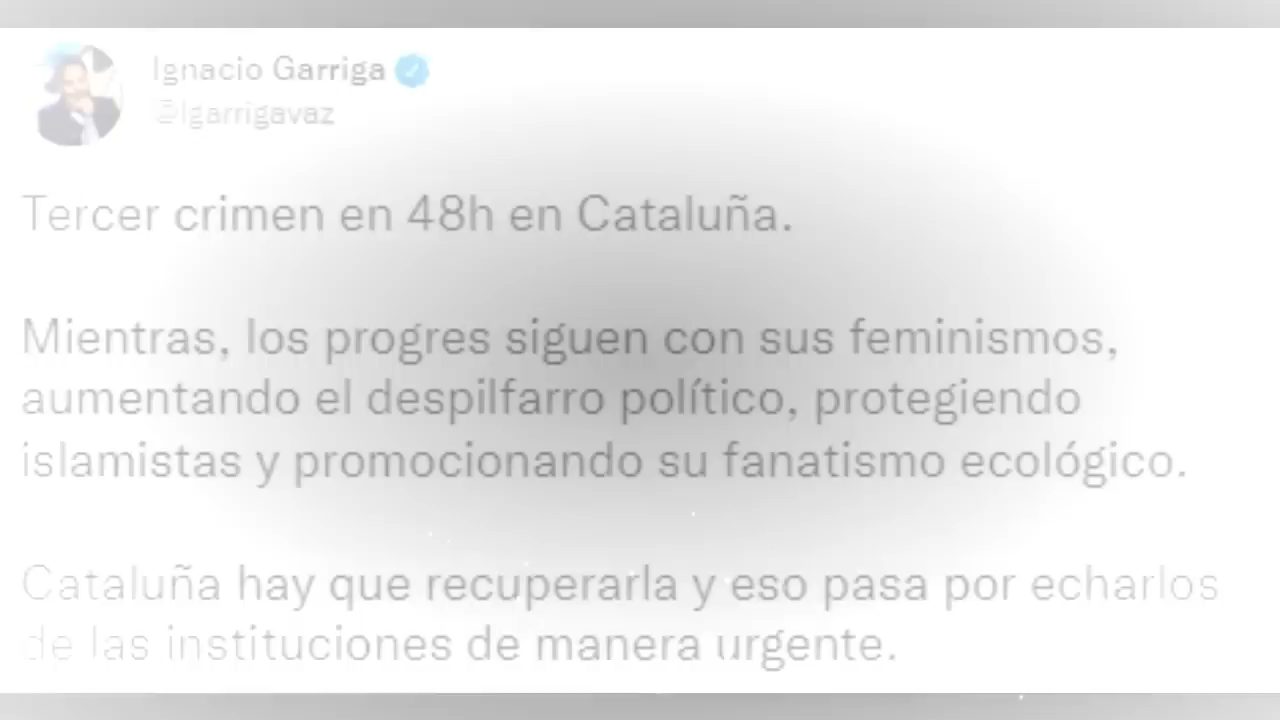 Ignacio Garriga
@Igarrigavaz
Tercer crimen en 48h en Cataluña.
Mientras, los progres siguen con sus feminismos,
aumentando el despilfarro político, protegiendo
islamistas y promocionando su fanatismo ecológico.
Cataluña hay que recuperarla y eso pasa por echarlos
de las instituciones de manera urgente.